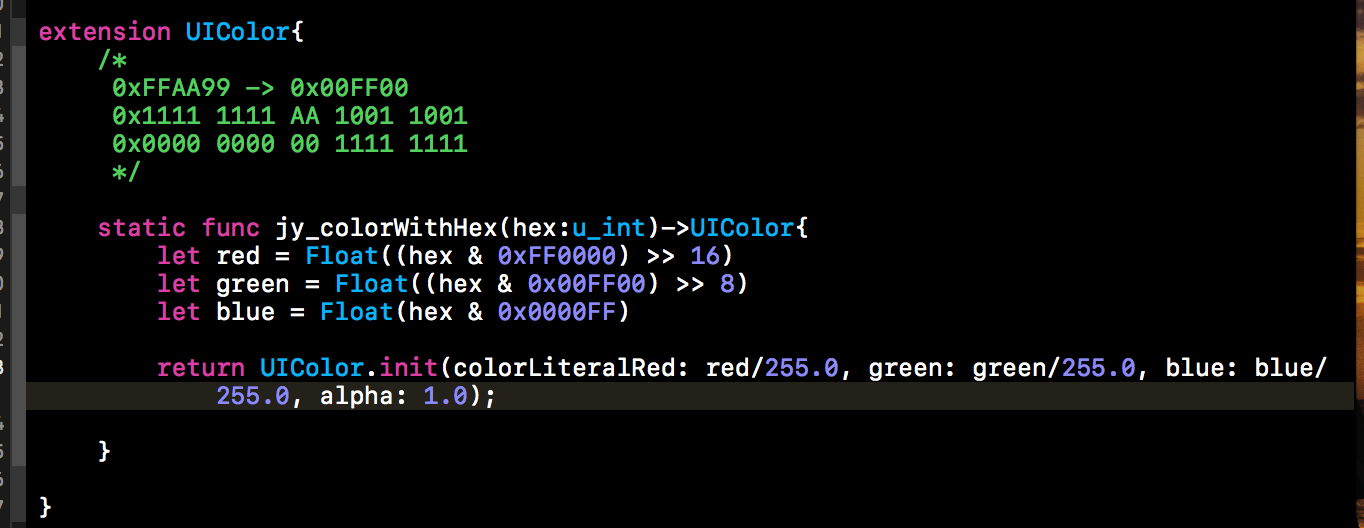 extension UIColor{
/*
0xFFAA99 -> 0x00FF00
0x1111 1111 AA 1001 1001
0x0000 0000 00 1111 1111
*/
static func jy_colorWithHex(hex:u_int)->UIColor{
let red = Float((hex & 0xFF0000) >> 16)
let green = Float((hex & 0x00FF00) >> 8)
let blue = Float(hex & 0x0000FF)
return UIColor.init(colorLiteralRed: red/255.0, green: green/255.0, blue: blue/
255.0, alpha: 1.0);
}
}